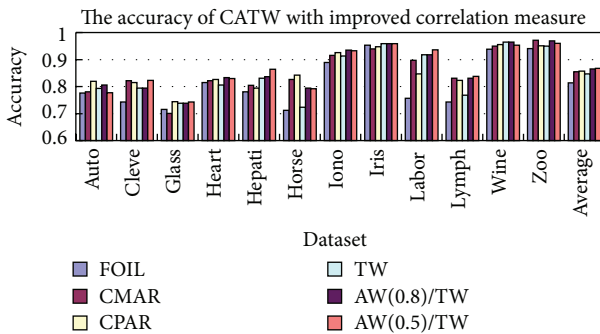 The accuracy of CATW with improved correlation measure
1
0.9
0.8
0.7
0.6
Accuracy
Auto
Cleve
Glass
Heart
Hepati
Horse
Iono
Iris
Labor
Lymph
Wine
Zoo
Average
Dataset
FOIL
CMAR
CPAR
TW
AW(0.8)/TW
AW(0.5)/TW